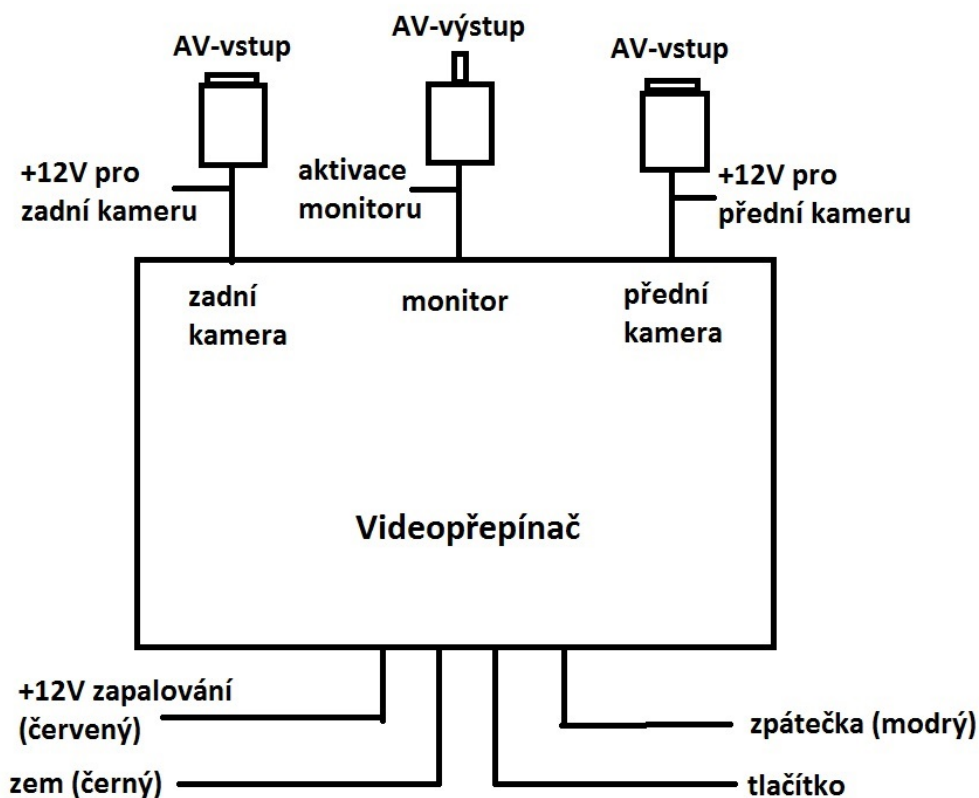 AV-vstup
AV-výstup
AV-vstup
+12V pro
zadní kameru
aktivace
monitoru
+12V pro
přední kameru
zadní
kamera
monitor
přední
kamera
Videopřepínač
+12V zapalování
(červený)
zem (černý)
zpátečka (modrý)
tlačítko